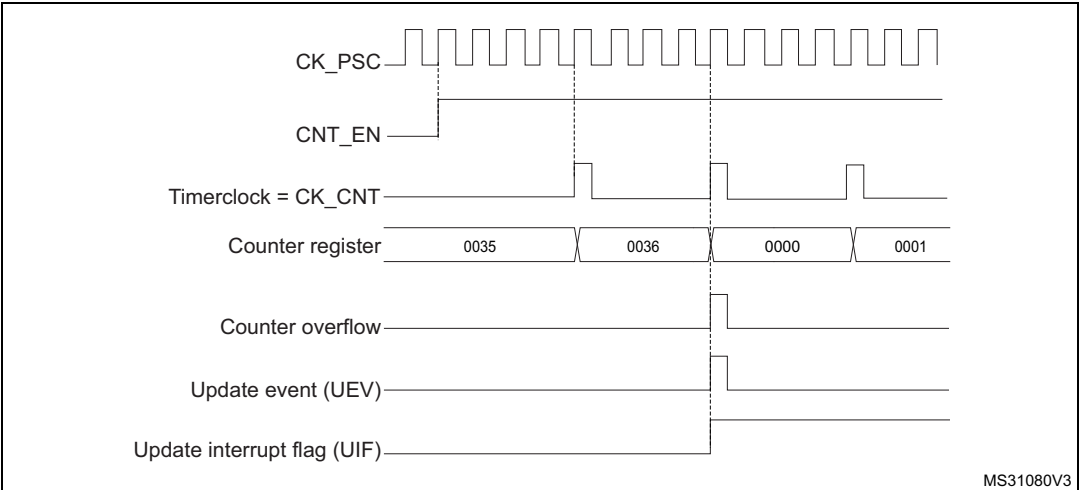 CK_PSC
CNT_EN
Timerclock = CK_CNT
Counter register 0035 0036 0000 0001
Counter overflow
Update event (UEV)
Update interrupt flag (UIF)
MS31080V3